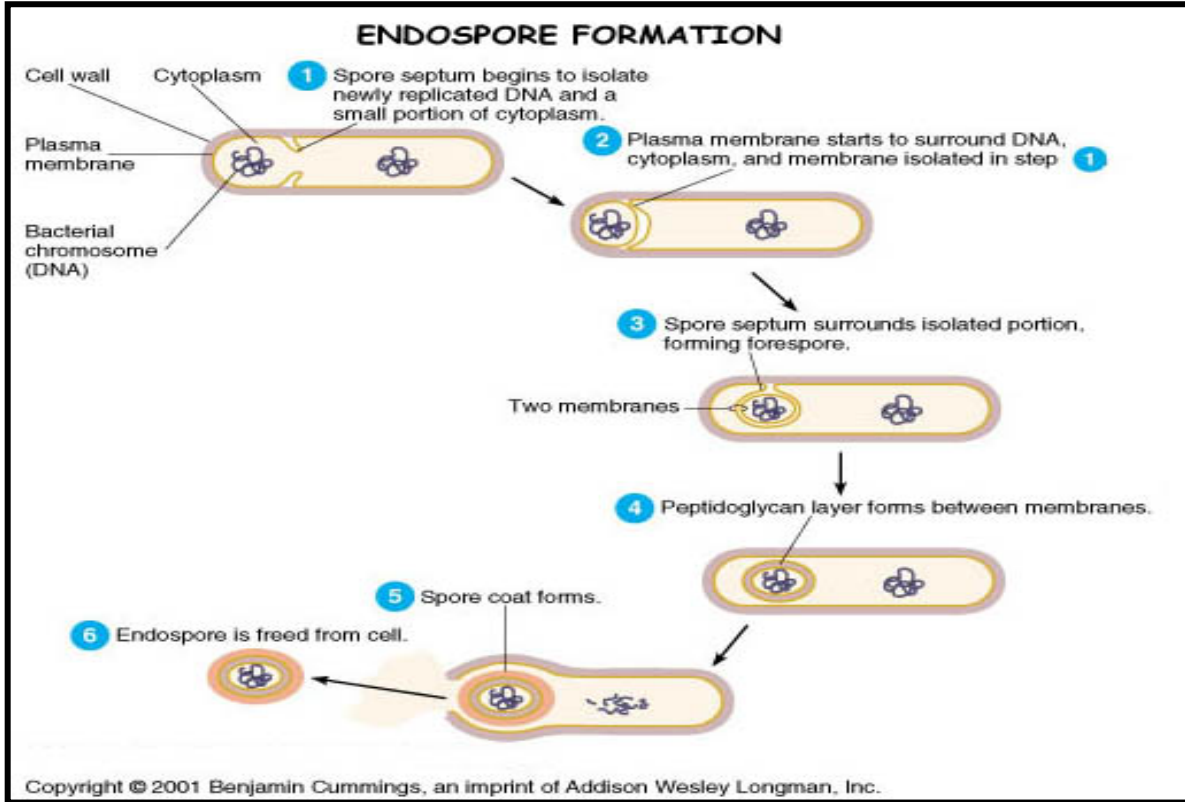 ENDOSPORE FORMATION
Cell wall
Cytoplasm
1 Spore septum begins to isolate
newly replicated DNA and a
small portion of cytoplasm.
Plasma
membrane
Bacterial
chromosome
(DNA)
2 Plasma membrane starts to surround DNA,
cytoplasm, and membrane isolated in step 1
3 Spore septum surrounds isolated portion,
forming forespore.
Two membranes
4 Peptidoglycan layer forms between membranes.
5 Spore coat forms.
6 Endospore is freed from cell.
Copyright © 2001 Benjamin Cummings, an imprint of Addison Wesley Longman, Inc.